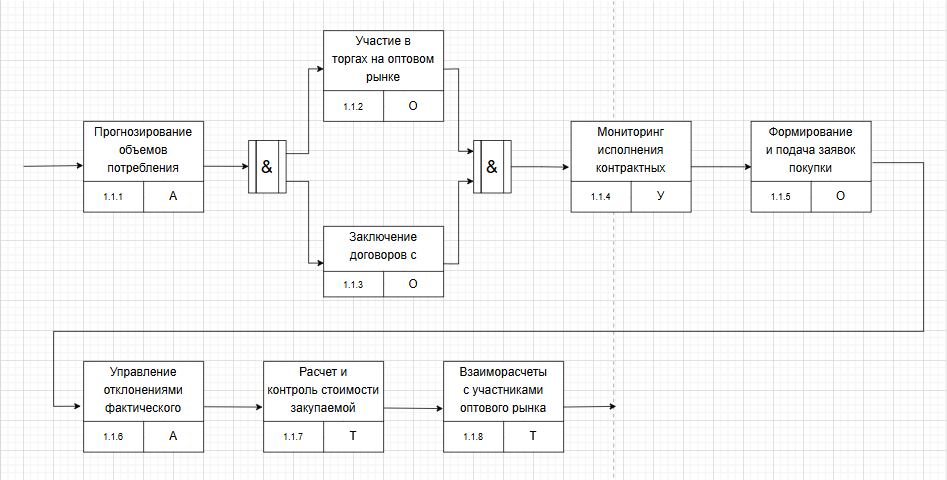 Прогнозирование
объемов
потребления
1.1.1 А
&
Участие в
торгах на оптовом
рынке
1.1.2 О
Заключение
договоров с
1.1.3 О
&
Мониторинг
исполнения
контрактных
1.1.4 У
Формирование
и подача заявок
покупки
1.1.5 О
Управление
отклонениями
фактического
1.1.6 А
Расчет и
контроль стоимости
закупаемой
1.1.7 Т
Взаиморасчеты
с участниками
оптового рынка
1.1.8 Т